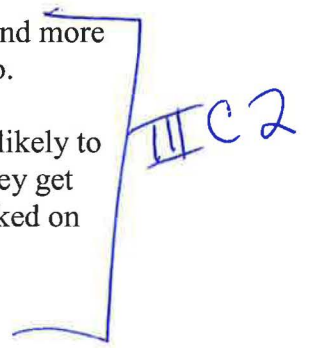 nd more
o.
likely to
ey get
ked on
III C 2